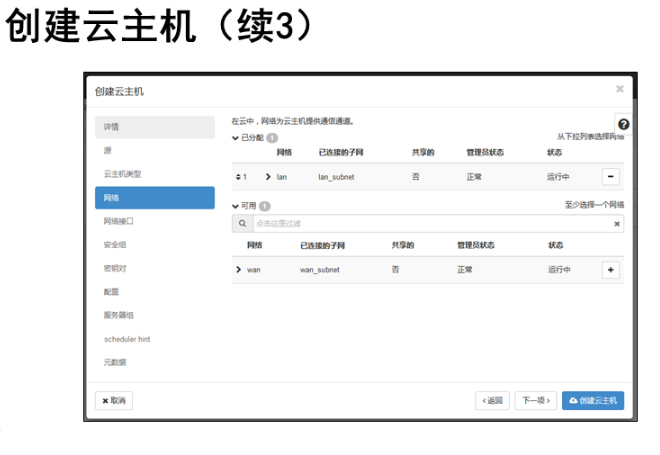 创建云主机（续3）
创建云主机
详情
源
云主机类型
网络
网络接口
安全组
密钥对
配置
服务器组
scheduler hint
元数据
在云中，网络为云主机提供通信通道。
已分配 1
从下拉列表选择网络
网络 已连接的子网 共享的 管理员状态 状态
1 lan lan_subnet 否 正常 运行中
可用 1
至少选择一个网络
点击这里过滤
网络 已连接的子网 共享的 管理员状态 状态
wan wan_subnet 否 正常 运行中
取消
返回
下一项
创建云主机